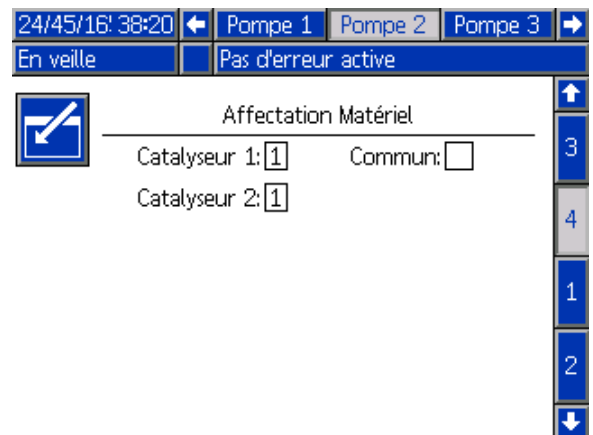 24/45/16' 38:20 Pompe 1 Pompe 2 Pompe 3
En veille Pas d'erreur active
Affectation Matériel
Catalyseur 1: 1 Commun:
Catalyseur 2: 1
3
4
1
2